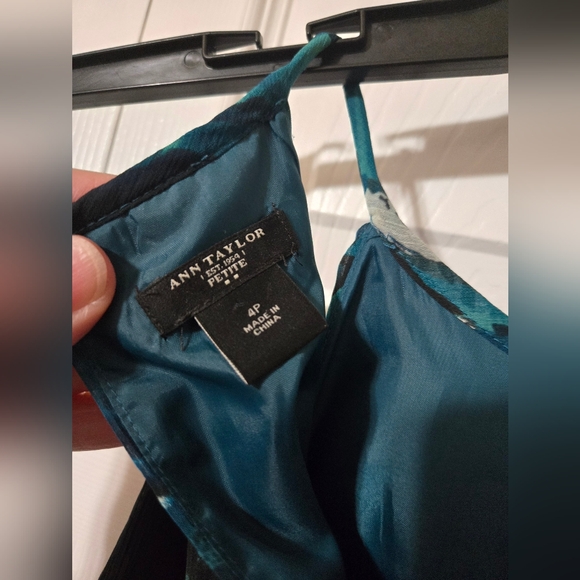 ANN TAYLOR
EST. 1954
PETITE
4P
MADE IN
CHINA